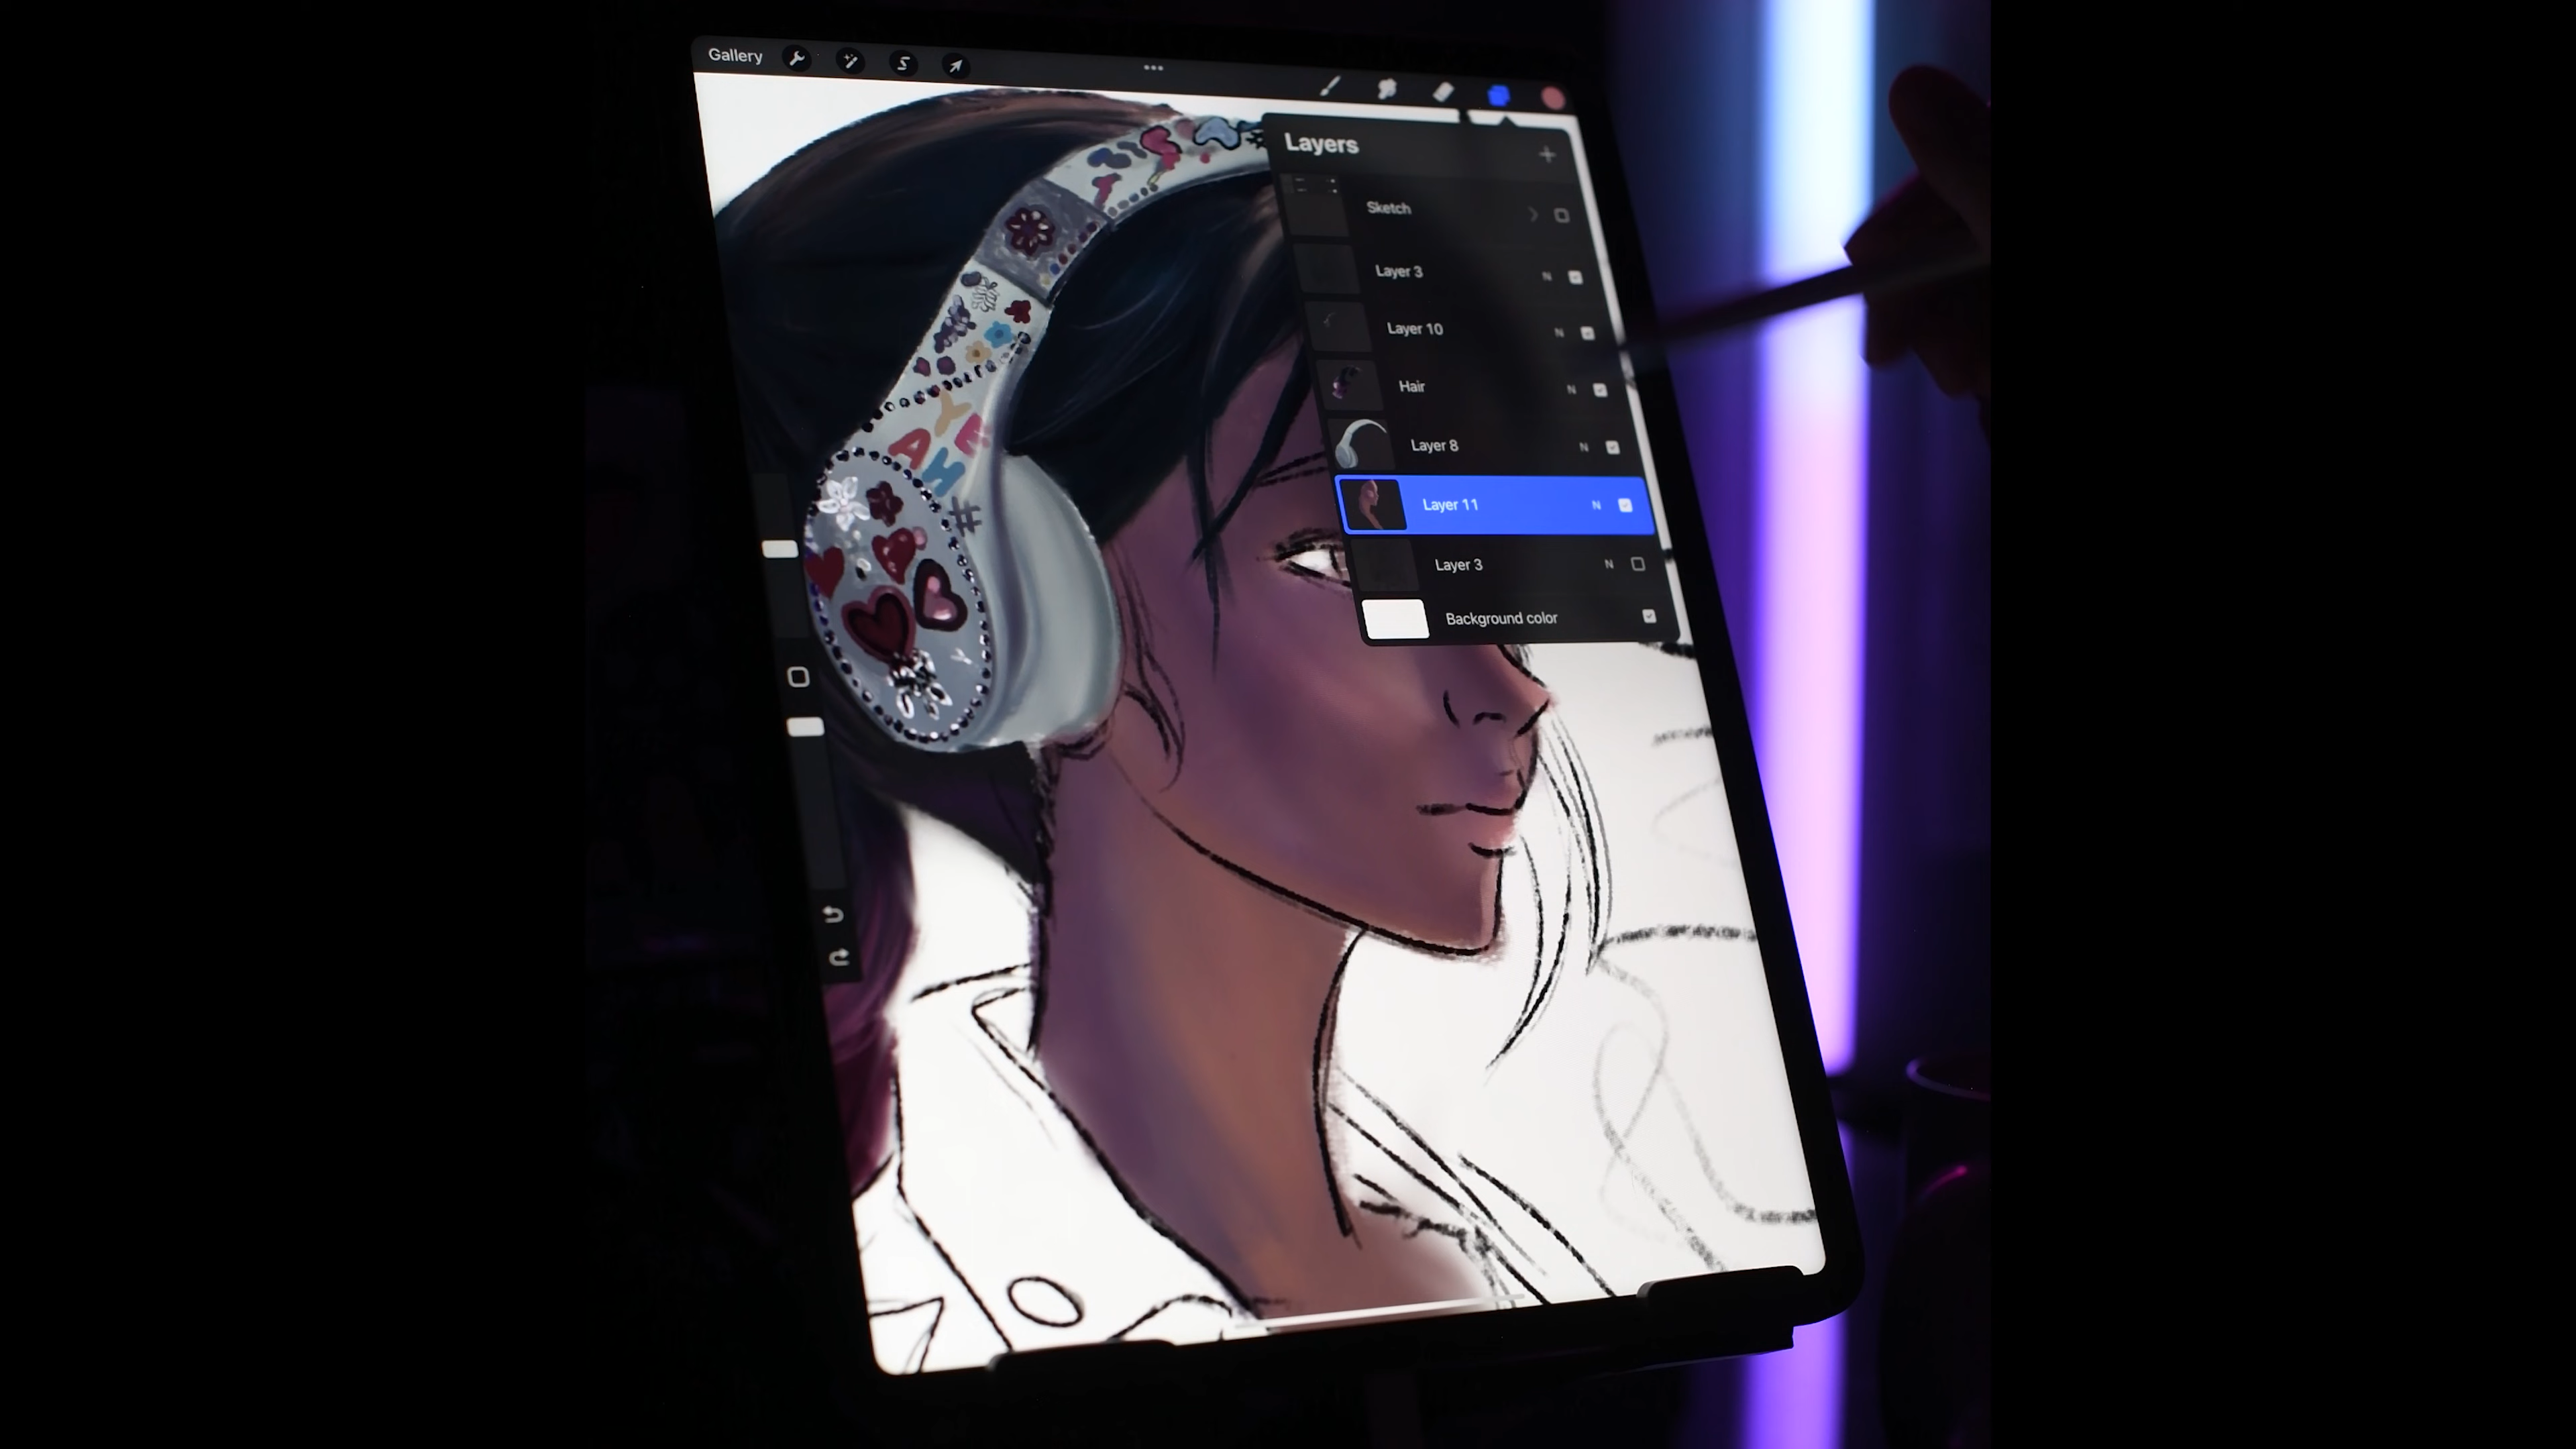 Gallery
Layers
Sketch
Layer 3 N
Layer 10 N
Hair N
Layer 8 N
Layer 11 N
Layer 3 N
Background color
Y
A
H
#